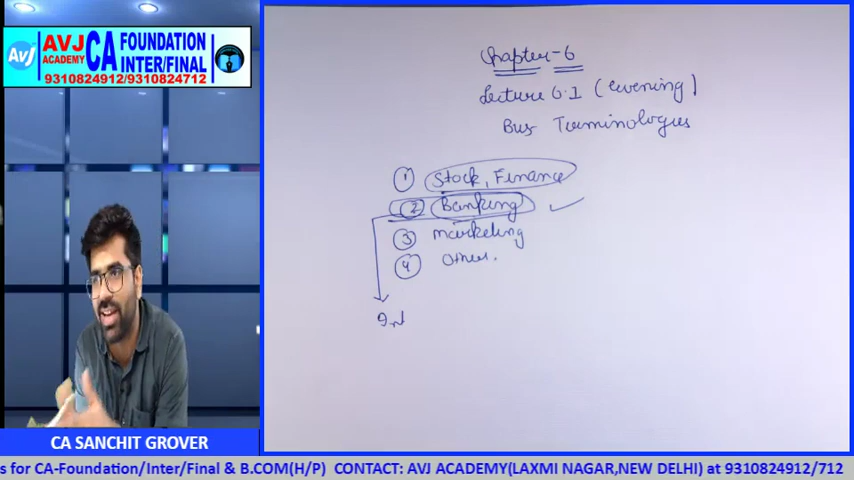 AVJ
ACADEMY
CA
FOUNDATION
INTER/FINAL
9310824912/9310824712
AVJ
Chapter-6
Lecture 6.1 (evening)
Bus Terminologies
① Stock, Finance
② Banking
③ marketing
④ others.
CA SANCHIT GROVER
s for CA-Foundation/Inter/Final & B.COM(H/P) CONTACT: AVJ ACADEMY(LAXMI NAGAR,NEW DELHI) at 9310824912/712